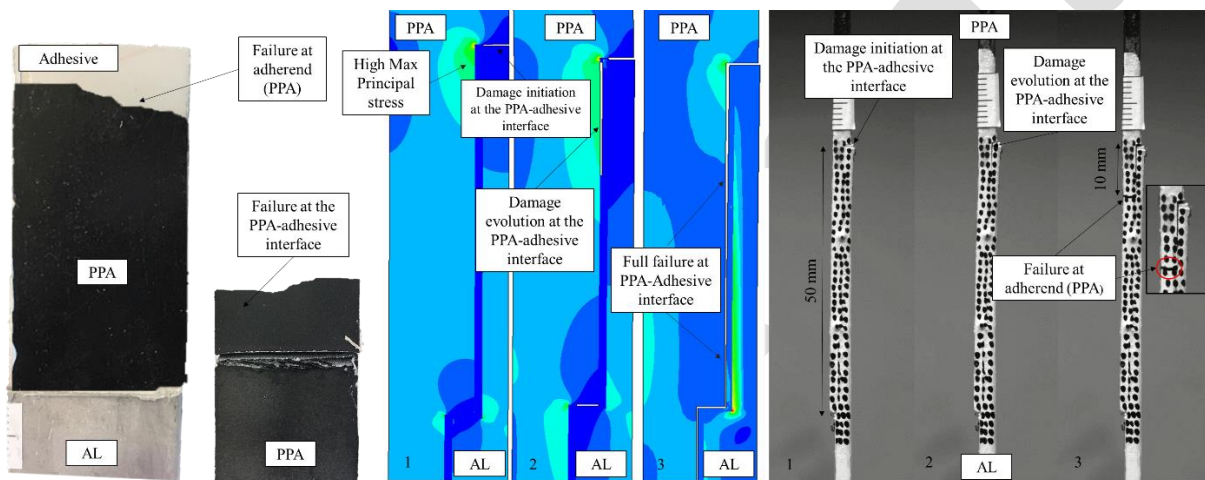 Adhesive
Failure at
adherend
(PPA)
PPA
AL
Failure at the
PPA-adhesive
interface
PPA
PPA
High Max
Principal
stress
PPA
Damage initiation
at the PPA-adhesive
interface
Damage
evolution at the
PPA-adhesive
interface
PPA
Full failure at
PPA-Adhesive
interface
1
AL
2
AL
3
AL
PPA
Damage initiation at
the PPA-adhesive
interface
Damage
evolution at the
PPA-adhesive
interface
50 mm
10 mm
Failure at
adherend (PPA)
1
2
AL
3